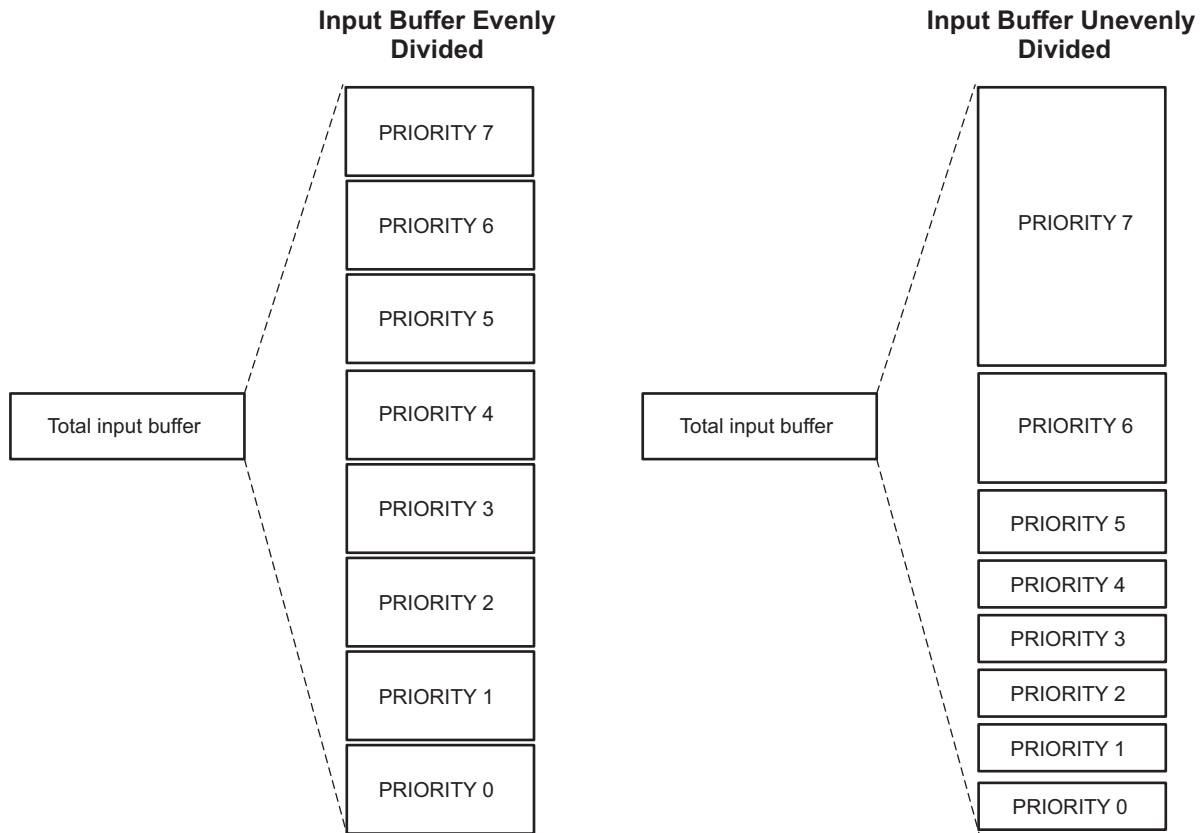 Input Buffer Evenly
Divided
PRIORITY 7
PRIORITY 6
PRIORITY 5
PRIORITY 4
Total input buffer
PRIORITY 3
PRIORITY 2
PRIORITY 1
PRIORITY 0
Input Buffer Unevenly
Divided
PRIORITY 7
Total input buffer
PRIORITY 6
PRIORITY 5
PRIORITY 4
PRIORITY 3
PRIORITY 2
PRIORITY 1
PRIORITY 0